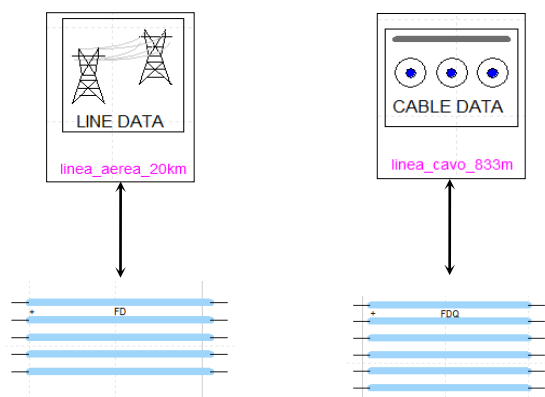 LINE DATA
linea_aerea_20km
CABLE DATA
linea_cavo_833m
+ FD
+ FDQ